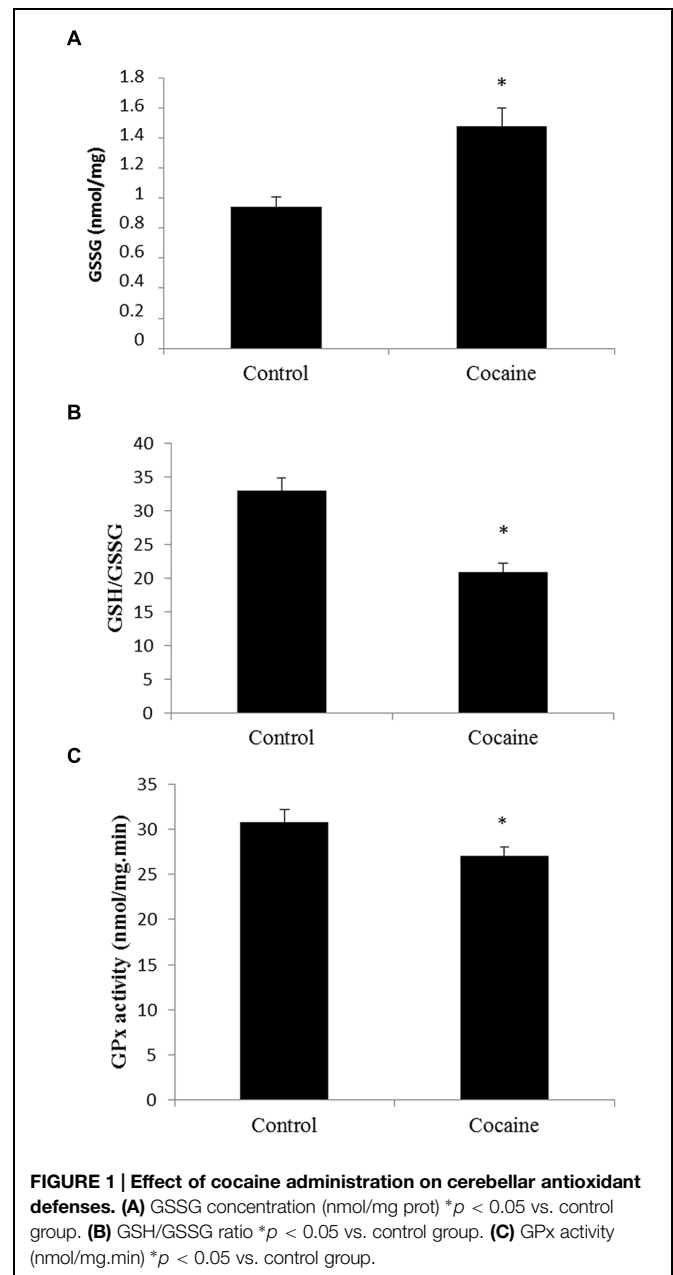 A
1.8
1.6
1.4
1.2
1
0.8
0.6
0.4
0.2
0
GSSG (nmol/mg)
*
Control Cocaine
B
40
35
30
25
20
15
10
5
0
GSH/GSSG
*
Control Cocaine
C
35
30
25
20
15
10
5
0
GPx activity (nmol/mg.min)
*
Control Cocaine
FIGURE 1 | Effect of cocaine administration on cerebellar antioxidant
defenses. (A) GSSG concentration (nmol/mg prot) *p < 0.05 vs. control
group. (B) GSH/GSSG ratio *p < 0.05 vs. control group. (C) GPx activity
(nmol/mg.min) *p < 0.05 vs. control group.